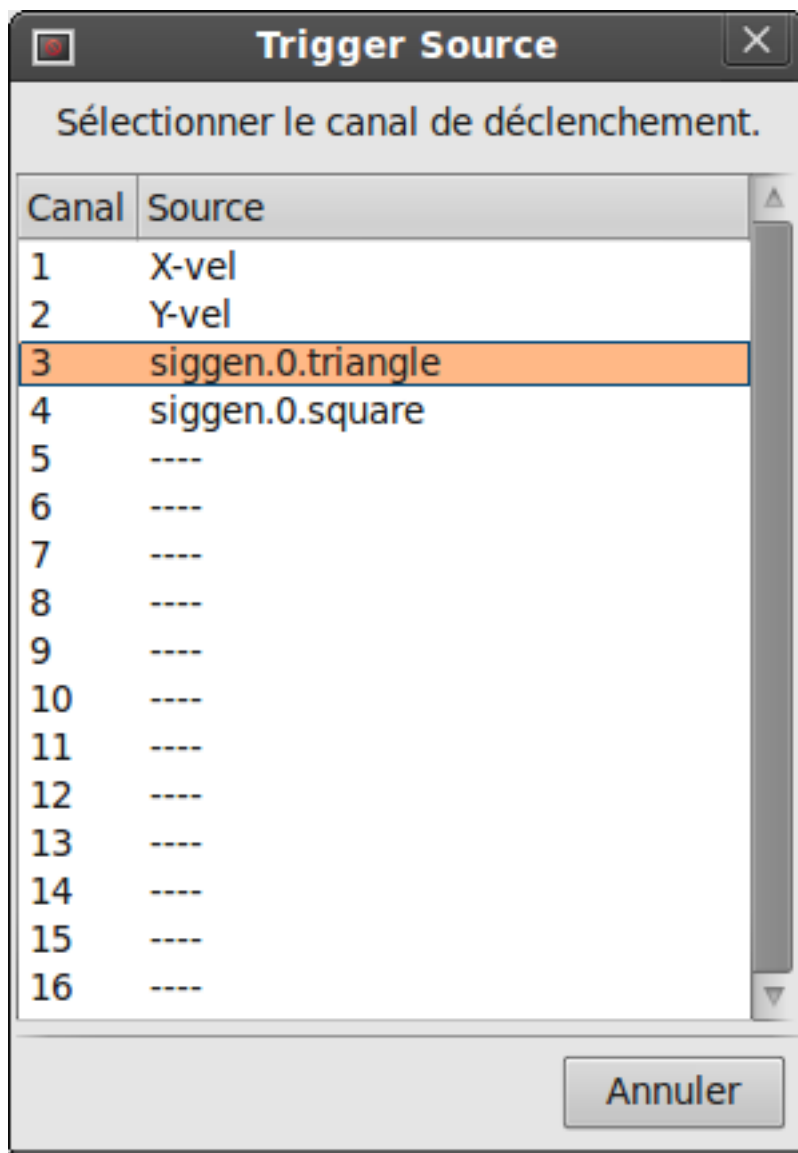 Trigger Source
Sélectionner le canal de déclenchement.
Canal Source
1 X-vel
2 Y-vel
3 siggen.0.triangle
4 siggen.0.square
5 ----
6 ----
7 ----
8 ----
9 ----
10 ----
11 ----
12 ----
13 ----
14 ----
15 ----
16 ----
Annuler